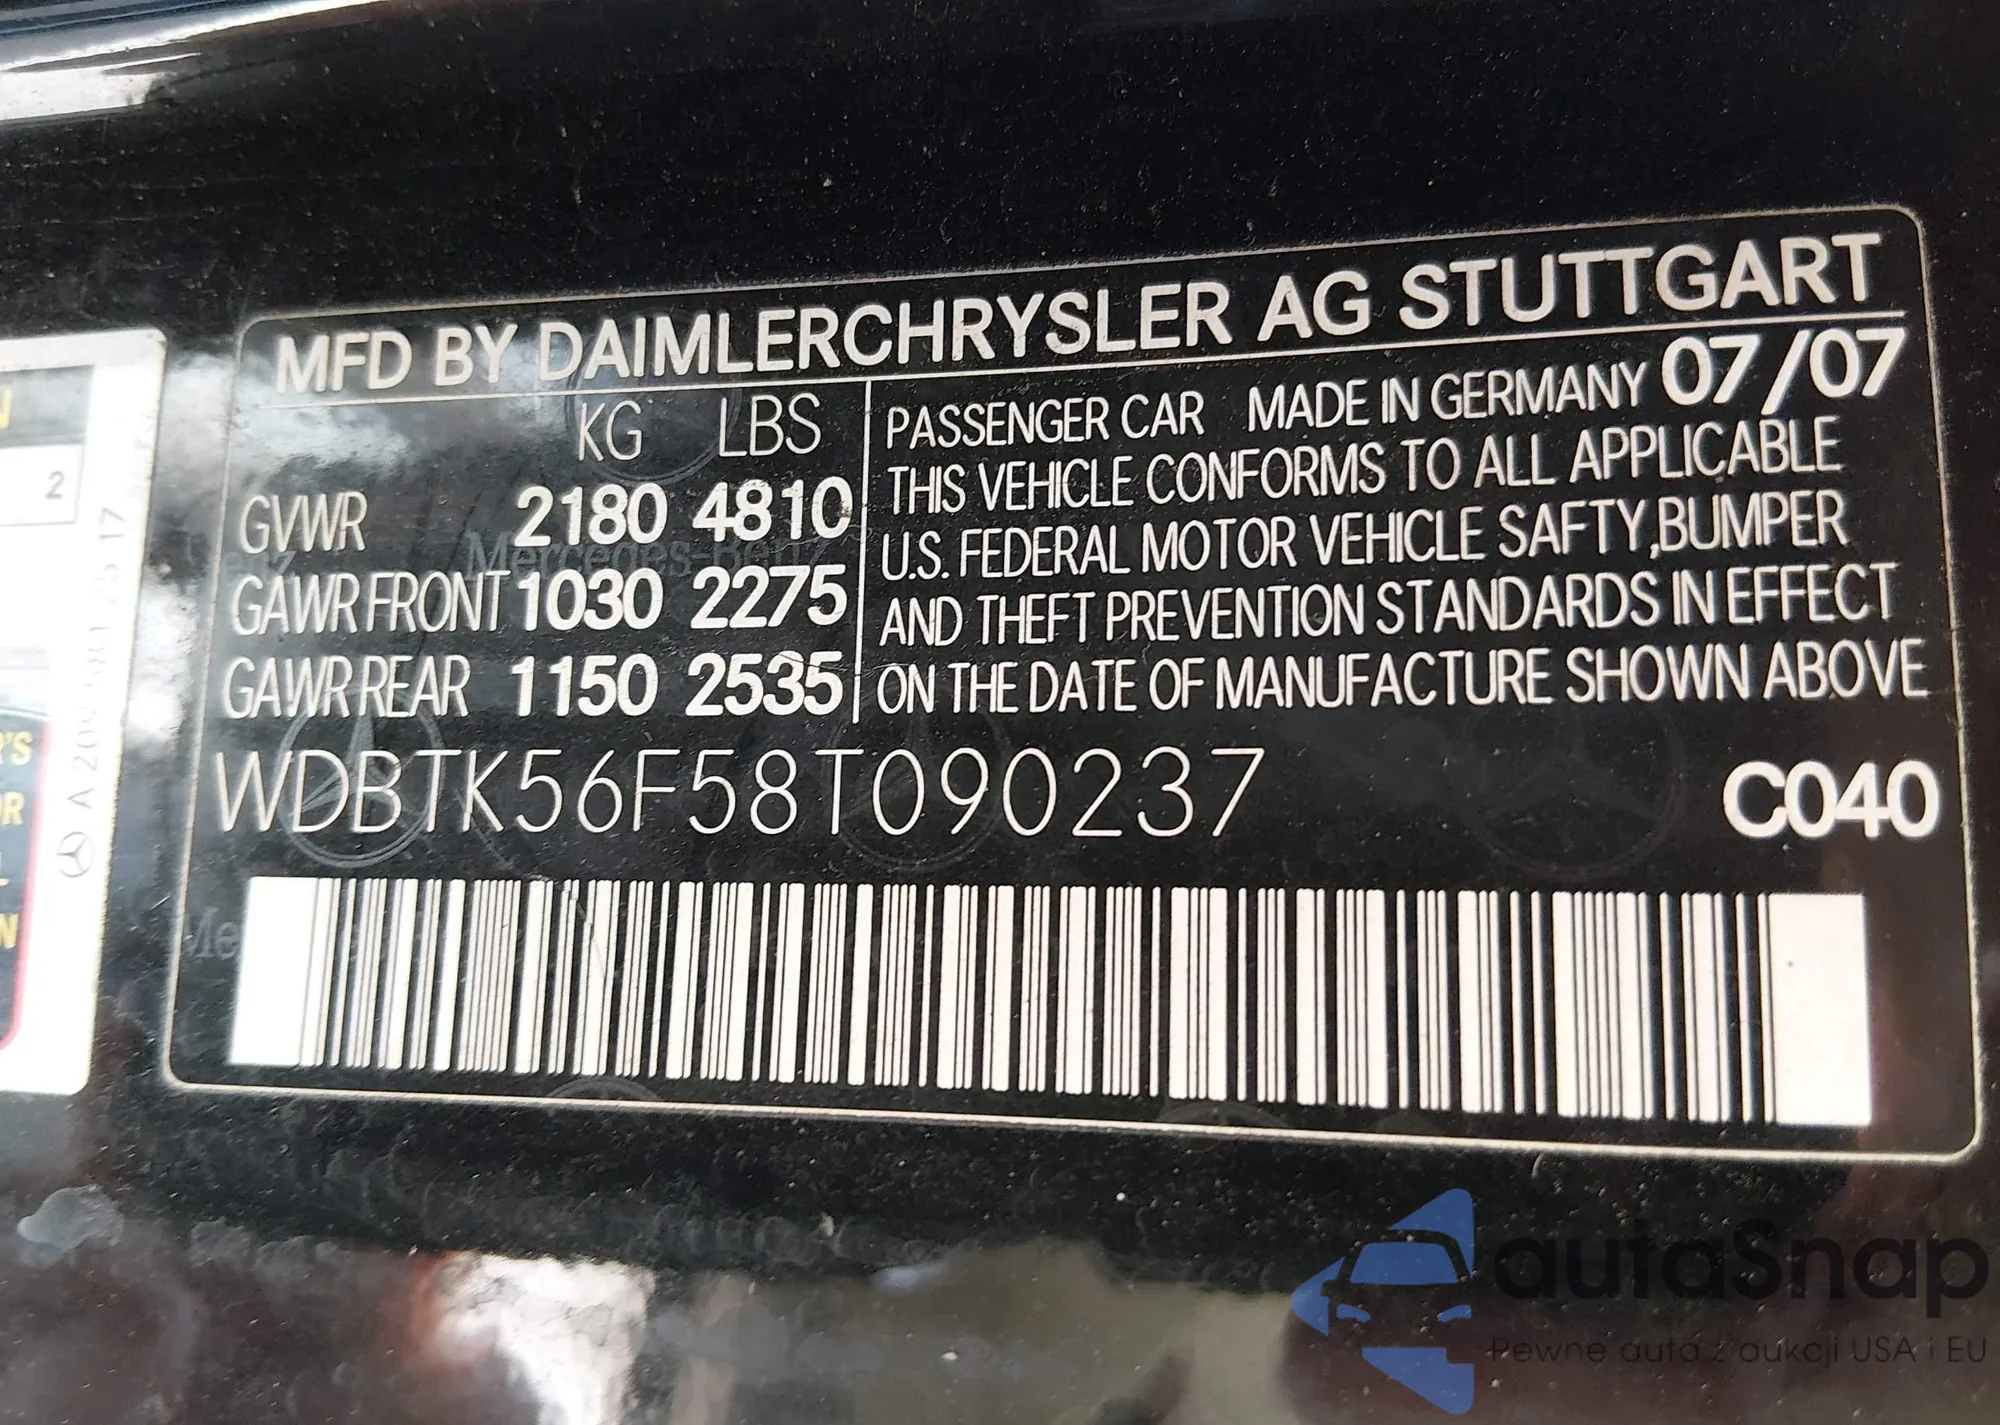 MFD BY DAIMLERCHRYSLER AG STUTTGART
KG LBS
GVWR 2180 4810
GAWR FRONT 1030 2275
GAWR REAR 1150 2535
PASSENGER CAR MADE IN GERMANY 07/07
THIS VEHICLE CONFORMS TO ALL APPLICABLE
U.S. FEDERAL MOTOR VEHICLE SAFTY,BUMPER
AND THEFT PREVENTION STANDARDS IN EFFECT
ON THE DATE OF MANUFACTURE SHOWN ABOVE
WDBTK56F58T090237 C040
Mercedes-Benz
2
autaSnap
Pewne auta z aukcji USA i EU